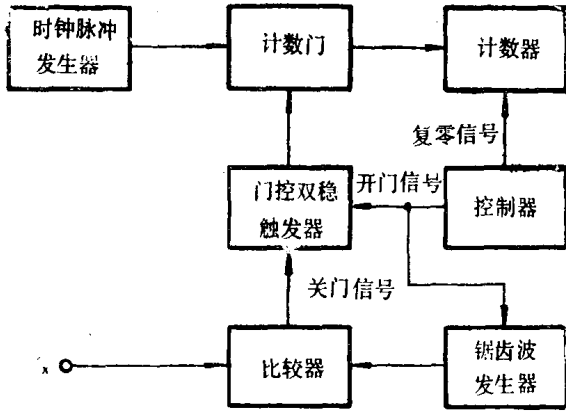 时钟脉冲
发生器
计数门
计数器
复零信号
门控双稳
触发器
开门信号
控制器
关门信号
x
比较器
锯齿波
发生器